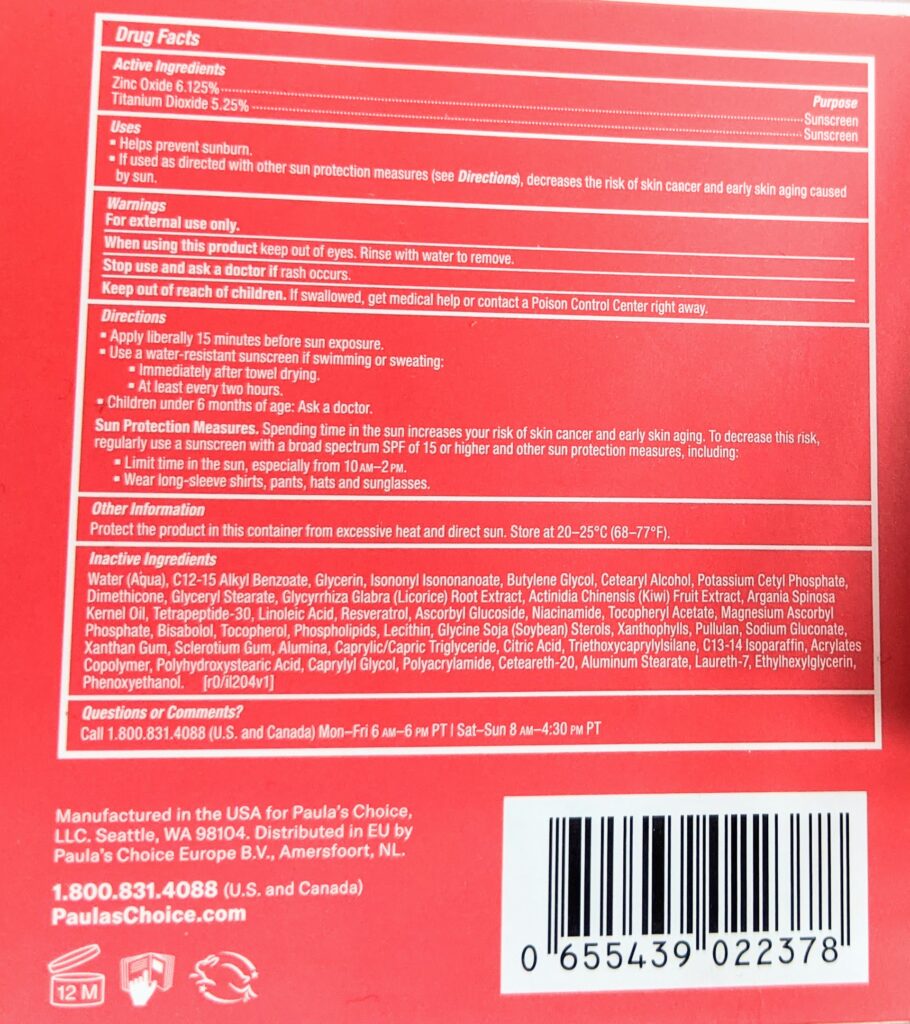 Drug Facts
Active Ingredients
Purpose
Zinc Oxide 6.125% Sunscreen
Titanium Dioxide 5.25% Sunscreen
Uses
▪ Helps prevent sunburn.
▪ If used as directed with other sun protection measures (see Directions), decreases the risk of skin cancer and early skin aging caused
by sun.
Warnings
For external use only.
When using this product keep out of eyes. Rinse with water to remove.
Stop use and ask a doctor if rash occurs.
Keep out of reach of children. If swallowed, get medical help or contact a Poison Control Center right away.
Directions
▪ Apply liberally 15 minutes before sun exposure.
▪ Use a water-resistant sunscreen if swimming or sweating:
▪ Immediately after towel drying.
▪ At least every two hours.
▪ Children under 6 months of age: Ask a doctor.
Sun Protection Measures. Spending time in the sun increases your risk of skin cancer and early skin aging. To decrease this risk,
regularly use a sunscreen with a broad spectrum SPF of 15 or higher and other sun protection measures, including:
▪ Limit time in the sun, especially from 10 AM–2 PM.
▪ Wear long-sleeve shirts, pants, hats and sunglasses.
Other Information
Protect the product in this container from excessive heat and direct sun. Store at 20–25°C (68–77°F).
Inactive Ingredients
Water (Aqua), C12-15 Alkyl Benzoate, Glycerin, Isononyl Isononanoate, Butylene Glycol, Cetearyl Alcohol, Potassium Cetyl Phosphate,
Dimethicone, Glyceryl Stearate, Glycyrrhiza Glabra (Licorice) Root Extract, Actinidia Chinensis (Kiwi) Fruit Extract, Argania Spinosa
Kernel Oil, Tetrapeptide-30, Linoleic Acid, Resveratrol, Ascorbyl Glucoside, Niacinamide, Tocopheryl Acetate, Magnesium Ascorbyl
Phosphate, Bisabolol, Tocopherol, Phospholipids, Lecithin, Glycine Soja (Soybean) Sterols, Xanthophylls, Pullulan, Sodium Gluconate,
Xanthan Gum, Sclerotium Gum, Alumina, Caprylic/Capric Triglyceride, Citric Acid, Triethoxycaprylylsilane, C13-14 Isoparaffin, Acrylates
Copolymer, Polyhydroxystearic Acid, Caprylyl Glycol, Polyacrylamide, Ceteareth-20, Aluminum Stearate, Laureth-7, Ethylhexylglycerin,
Phenoxyethanol. [r0/il204v1]
Questions or Comments?
Call 1.800.831.4088 (U.S. and Canada) Mon–Fri 6 AM–6 PM PT | Sat–Sun 8 AM–4:30 PM PT
Manufactured in the USA for Paula's Choice,
LLC. Seattle, WA 98104. Distributed in EU by
Paula's Choice Europe B.V., Amersfoort, NL.
1.800.831.4088 (U.S. and Canada)
PaulasChoice.com
12 M
0 655439 022378